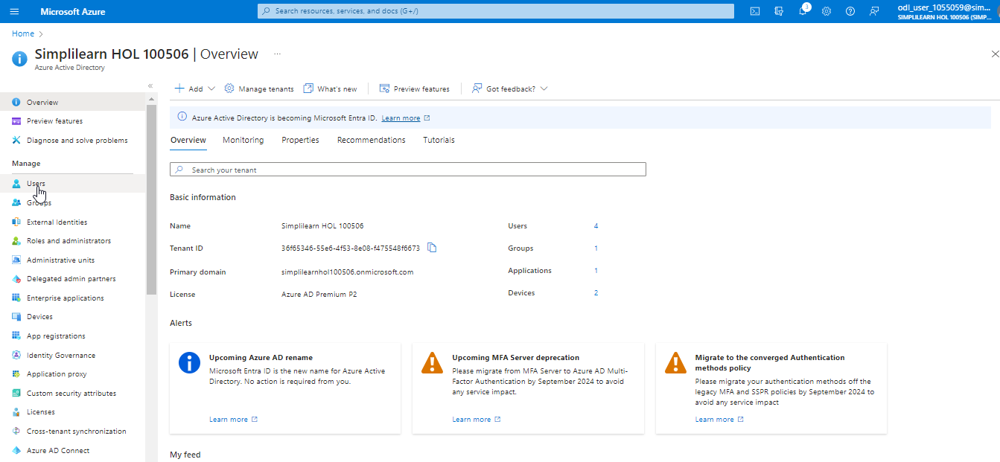 Microsoft Azure
Search resources, services, and docs (G+/)
3
odl_user_1055059@sim...
SIMPLILEARN HOL 100506 (SIMP...
Home
Simplilearn HOL 100506 | Overview ...
Azure Active Directory
Overview
Preview features
Diagnose and solve problems
Manage
Users
Groups
External Identities
Roles and administrators
Administrative units
Delegated admin partners
Enterprise applications
Devices
App registrations
Identity Governance
Application proxy
Custom security attributes
Licenses
Cross-tenant synchronization
Azure AD Connect
Add Manage tenants What's new Preview features Got feedback?
Azure Active Directory is becoming Microsoft Entra ID. Learn more
Overview Monitoring Properties Recommendations Tutorials
Search your tenant
Basic information
Name Simplilearn HOL 100506 Users 4
Tenant ID 36f65346-55e6-4f53-8e08-f475548f6673 Groups 1
Primary domain simplilearnhol100506.onmicrosoft.com Applications 1
License Azure AD Premium P2 Devices 2
Alerts
Upcoming Azure AD rename
Microsoft Entra ID is the new name for Azure Active
Directory. No action is required from you.
Learn more
Upcoming MFA Server deprecation
Please migrate from MFA Server to Azure AD Multi-
Factor Authentication by September 2024 to avoid
any service impact.
Learn more
Migrate to the converged Authentication
methods policy
Please migrate your authentication methods off the
legacy MFA and SSPR policies by September 2024 to
avoid any service impact
Learn more
My feed